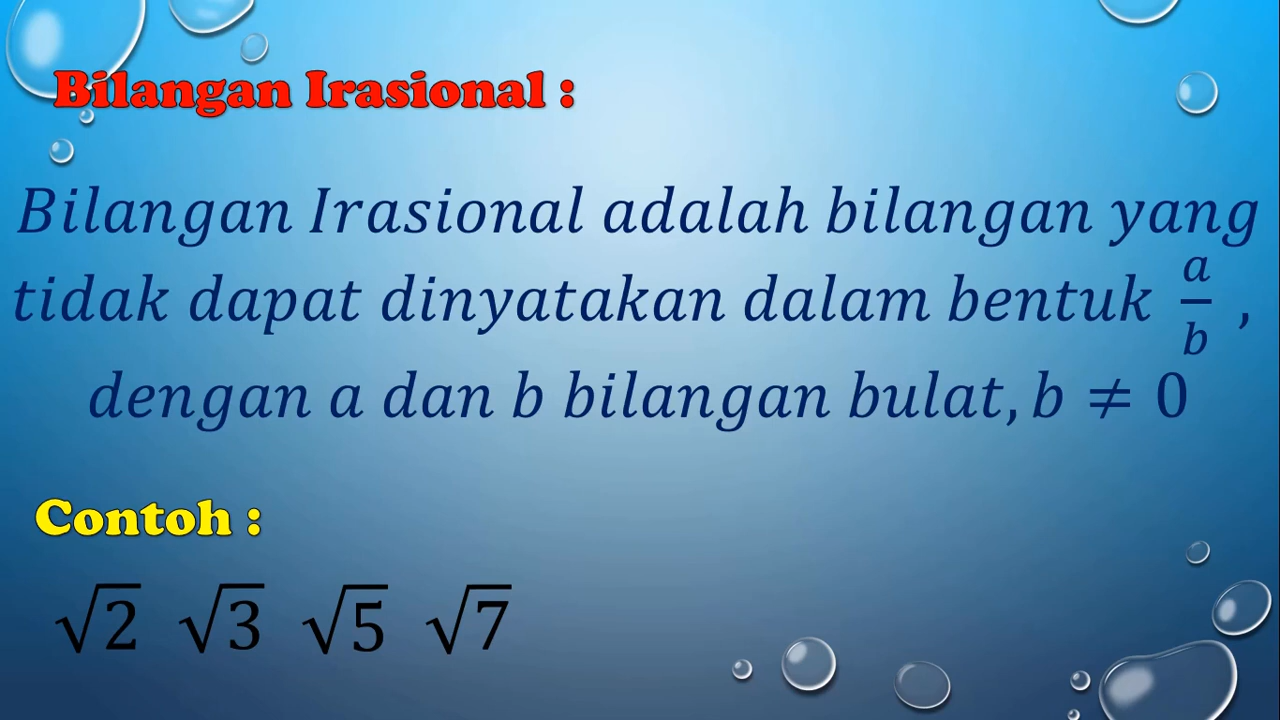 Bilangan Irasional :
Bilangan Irasional adalah bilangan yang
tidak dapat dinyatakan dalam bentuk a/b ,
dengan a dan b bilangan bulat, b ≠ 0
Contoh :
√2 √3 √5 √7